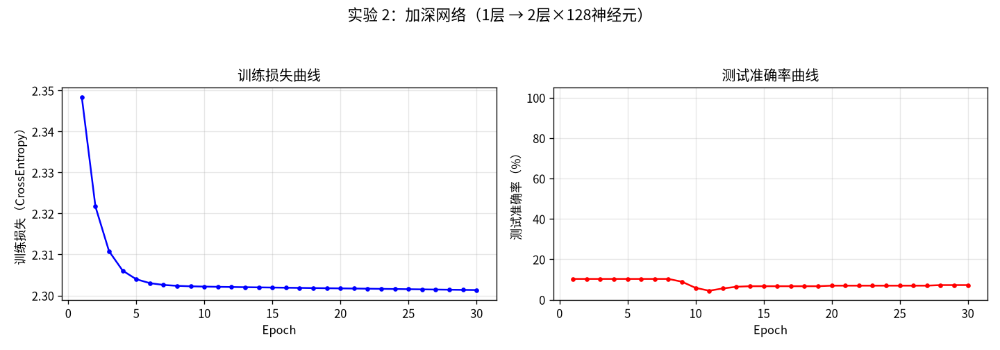 实验 2：加深网络（1层 → 2层×128神经元）
训练损失曲线
训练损失（CrossEntropy）
2.35
2.34
2.33
2.32
2.31
2.30
0 5 10 15 20 25 30
Epoch
测试准确率曲线
测试准确率（%）
100
80
60
40
20
0
0 5 10 15 20 25 30
Epoch